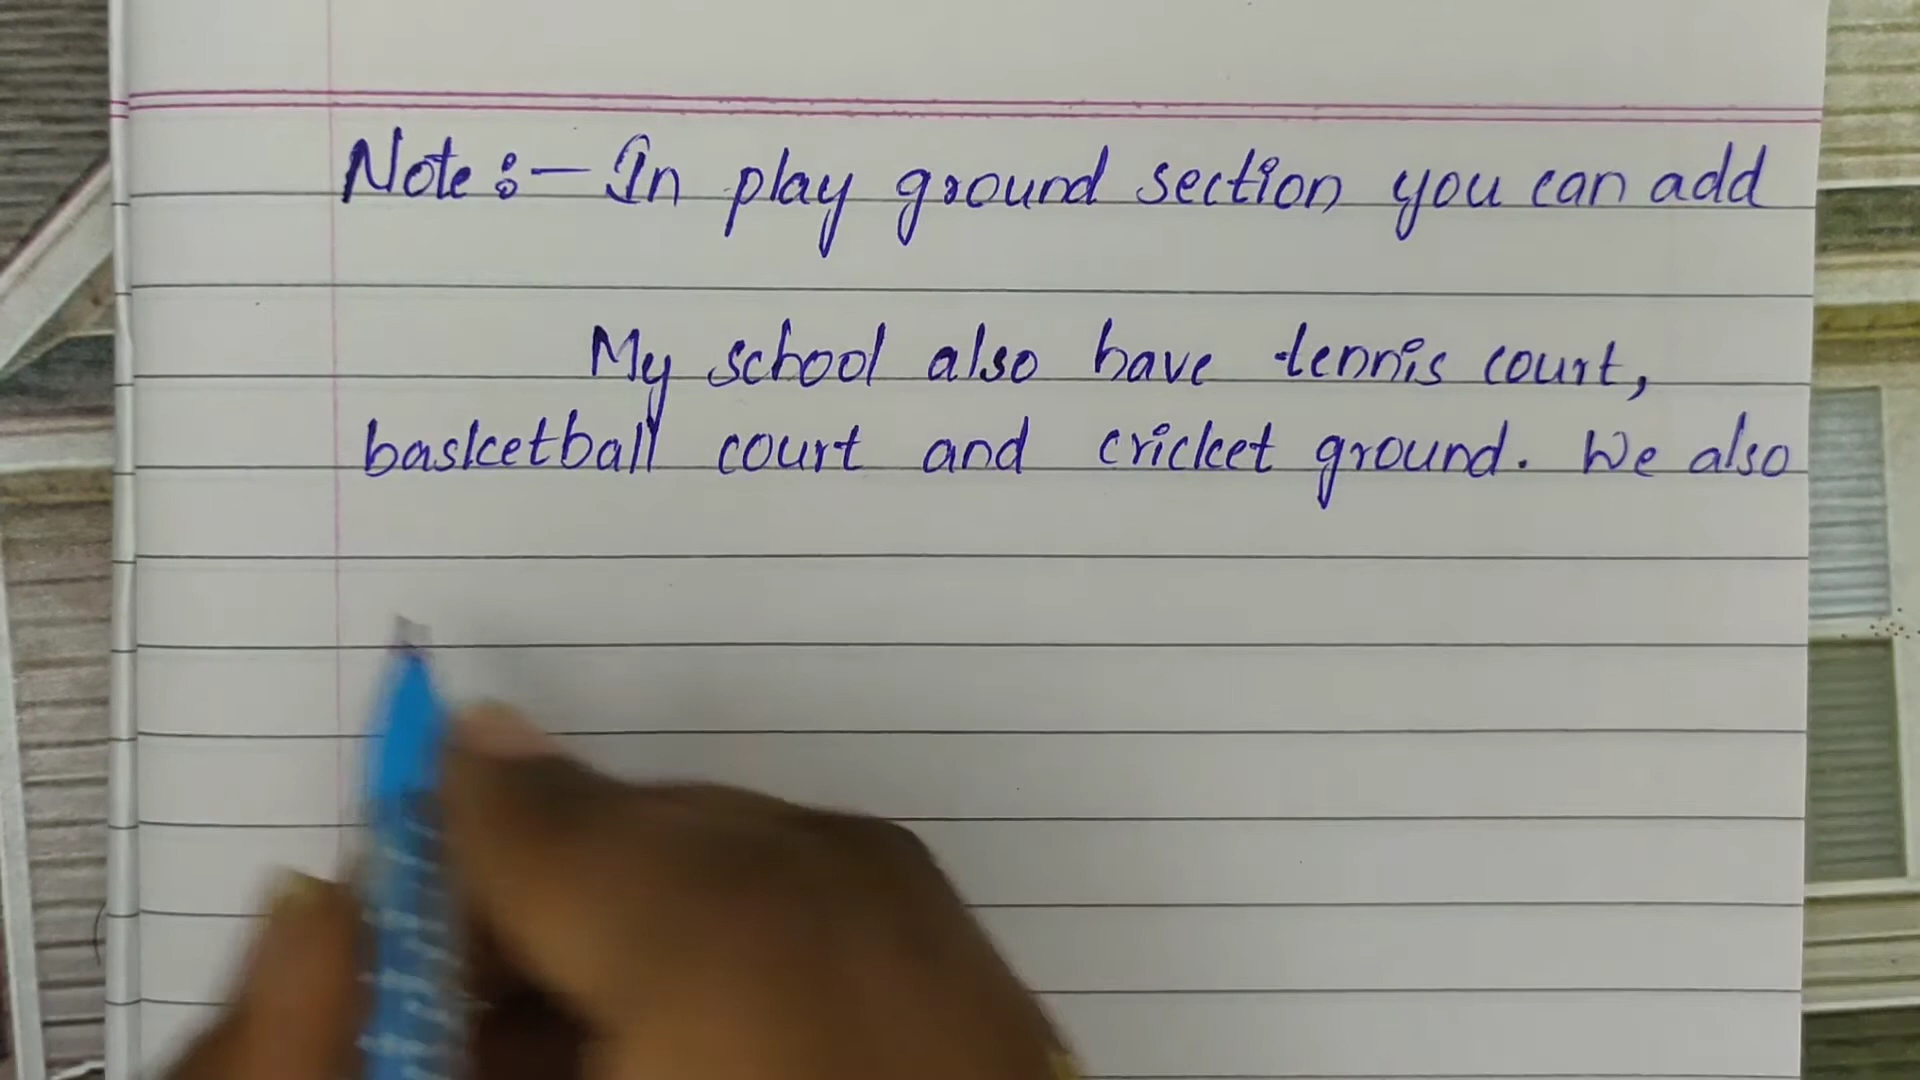 Note :- In play ground section you can add
My school also have tennis court,
basketball court and cricket ground. We also